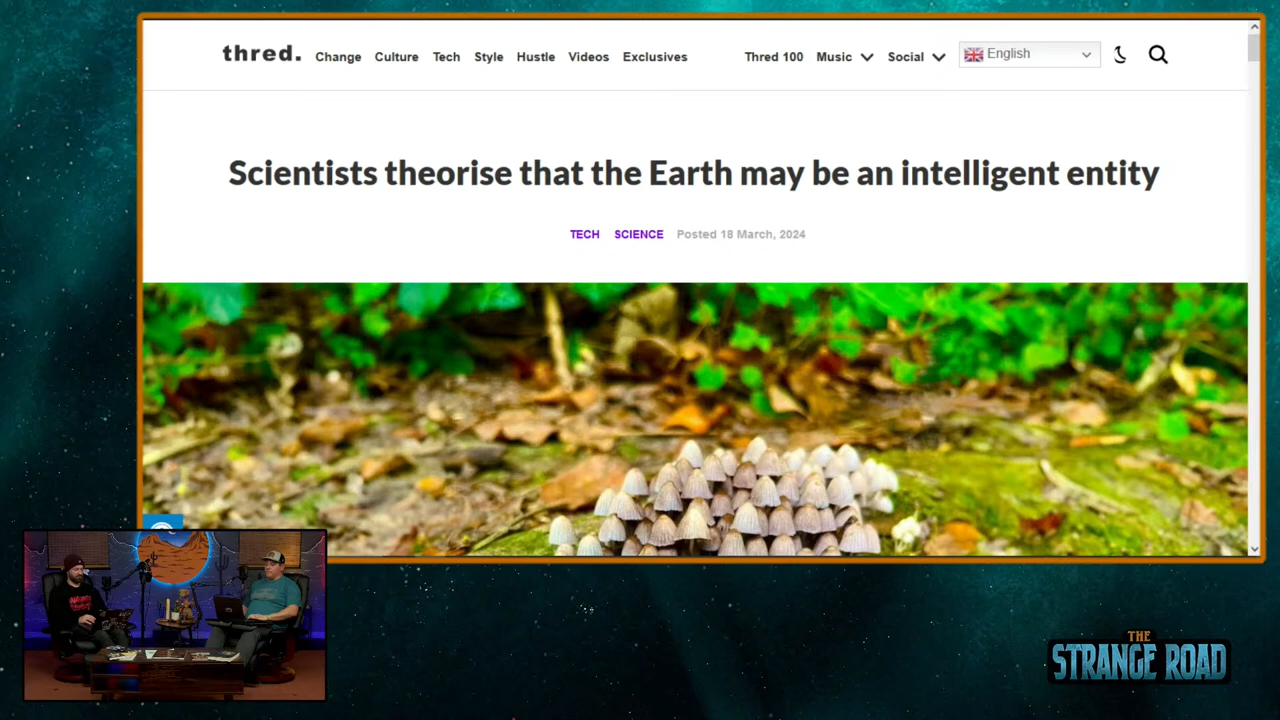 thred. Change Culture Tech Style Hustle Videos Exclusives Thred 100 Music Social English
Scientists theorise that the Earth may be an intelligent entity
TECH SCIENCE Posted 18 March, 2024
THE
STRANGE ROAD